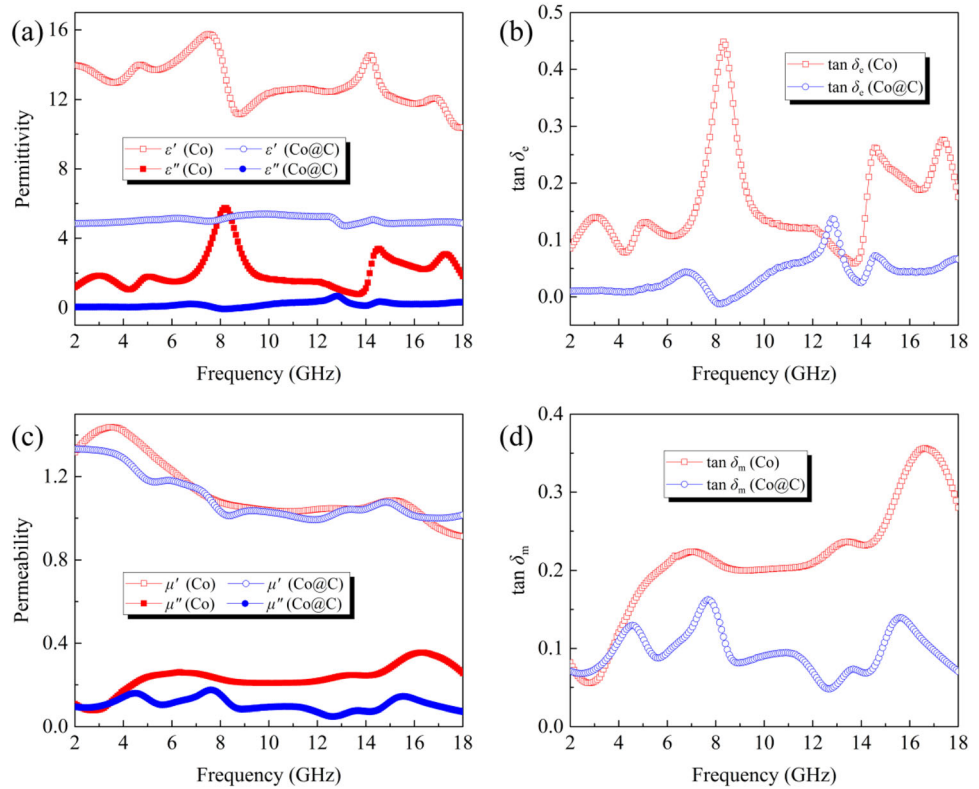 (a)
16
12
8
4
0
Permittivity
ε′ (Co) ε′ (Co@C)
ε″ (Co) ε″ (Co@C)
2 4 6 8 10 12 14 16 18
Frequency (GHz)
(b)
0.5
0.4
0.3
0.2
0.1
0.0
tan δe
tan δe (Co)
tan δe (Co@C)
2 4 6 8 10 12 14 16 18
Frequency (GHz)
(c)
1.2
0.8
0.4
0.0
Permeability
μ′ (Co) μ′ (Co@C)
μ″ (Co) μ″ (Co@C)
2 4 6 8 10 12 14 16 18
Frequency (GHz)
(d)
0.4
0.3
0.2
0.1
0.0
tan δm
tan δm (Co)
tan δm (Co@C)
2 4 6 8 10 12 14 16 18
Frequency (GHz)